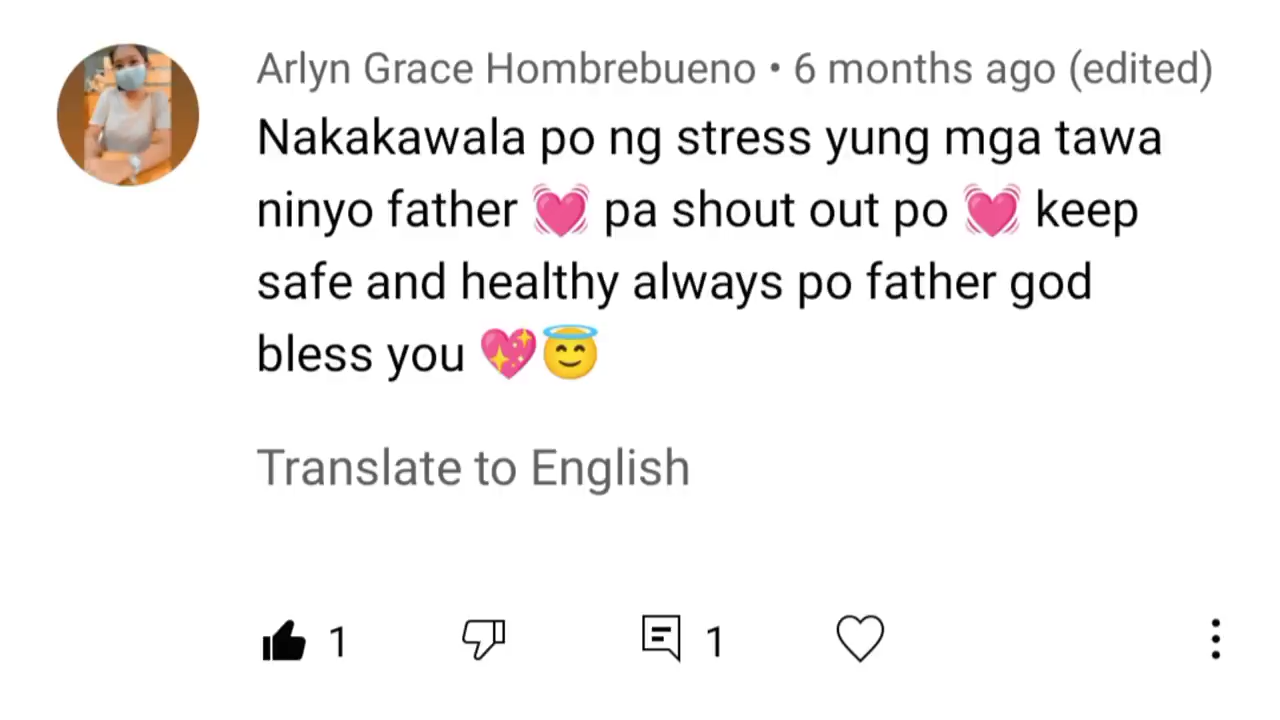 Arlyn Grace Hombrebueno • 6 months ago (edited)
Nakakawala po ng stress yung mga tawa
ninyo father 💓 pa shout out po 💓 keep
safe and healthy always po father god
bless you 💖😇
Translate to English
1 1